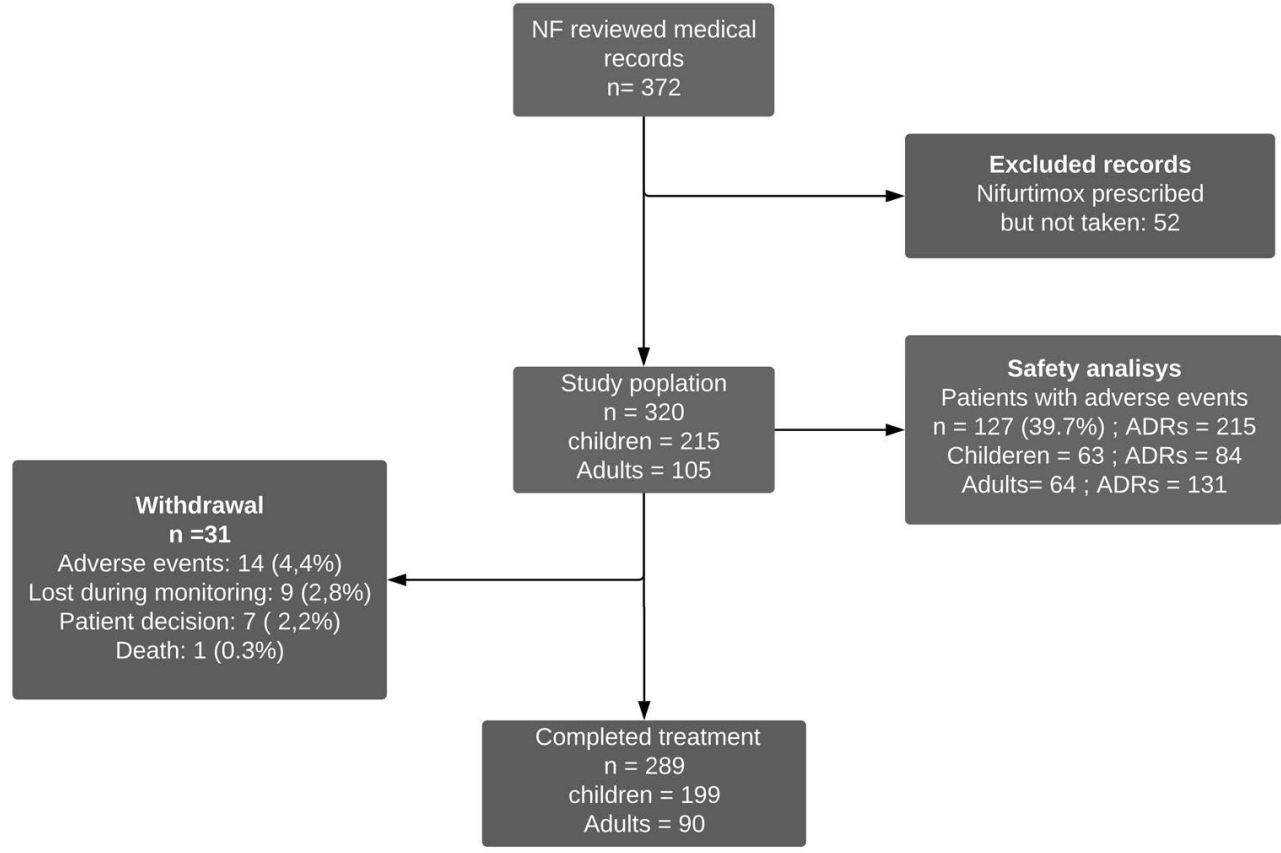 NF reviewed medical
records
n= 372
Excluded records
Nifurtimox prescribed
but not taken: 52
Study poplation
n = 320
children = 215
Adults = 105
Safety analisys
Patients with adverse events
n = 127 (39.7%) ; ADRs = 215
Childeren = 63 ; ADRs = 84
Adults= 64 ; ADRs = 131
Withdrawal
n =31
Adverse events: 14 (4,4%)
Lost during monitoring: 9 (2,8%)
Patient decision: 7 ( 2,2%)
Death: 1 (0.3%)
Completed treatment
n = 289
children = 199
Adults = 90